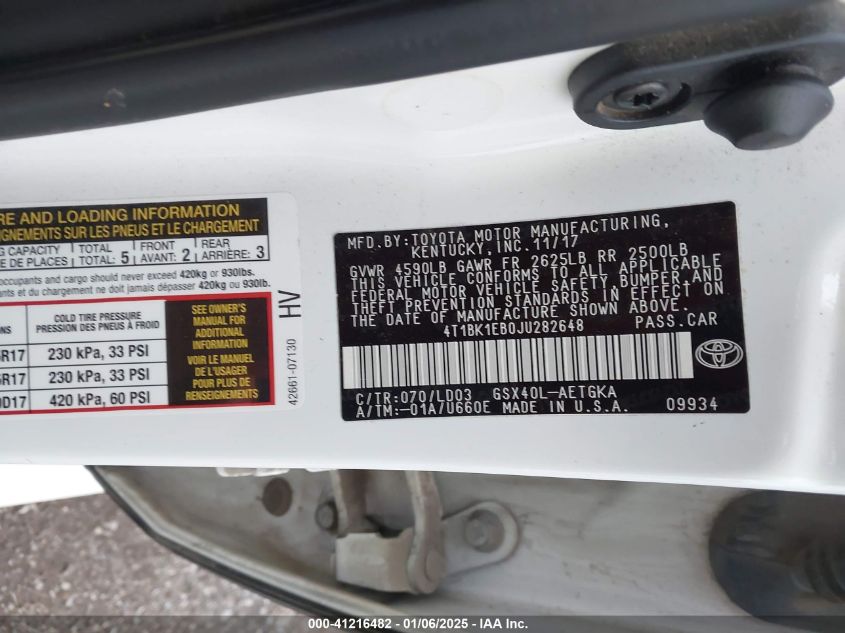 RE AND LOADING INFORMATION
IGNEMENTS SUR LES PNEUS ET LE CHARGEMENT
G CAPACITY TOTAL 5 FRONT 2 REAR 3
DE PLACES TOTAL: AVANT: ARRIÈRE:
occupants and cargo should never exceed 420kg or 930lbs.
ants et du chargement ne doit jamais dépasser 420kg ou 930lb.
ONS
COLD TIRE PRESSURE
PRESSION DES PNEUS À FROID
R17 230 kPa, 33 PSI
R17 230 kPa, 33 PSI
D17 420 kPa, 60 PSI
SEE OWNER'S
MANUAL FOR
ADDITIONAL
INFORMATION
VOIR LE MANUEL
DE L'USAGER
POUR PLUS DE
RENSEIGNEMENTS
42661-07130 HV
MFD. BY: TOYOTA MOTOR MANUFACTURING,
KENTUCKY, INC. 11/17
GVWR 4590LB GAWR FR 2625LB RR 2500LB
THIS VEHICLE CONFORMS TO ALL APPLICABLE
FEDERAL MOTOR VEHICLE SAFETY, BUMPER, AND
THEFT PREVENTION STANDARDS IN EFFECT ON
THE DATE OF MANUFACTURE SHOWN ABOVE.
4T1BK1EB0JU282648 PASS. CAR
C/TR: 070/LD03 GSX40L-AETGKA
A/TM: -01A/U660E MADE IN U.S.A. 09934
TOYOTA
000-41216482 - 01/06/2025 - IAA Inc.